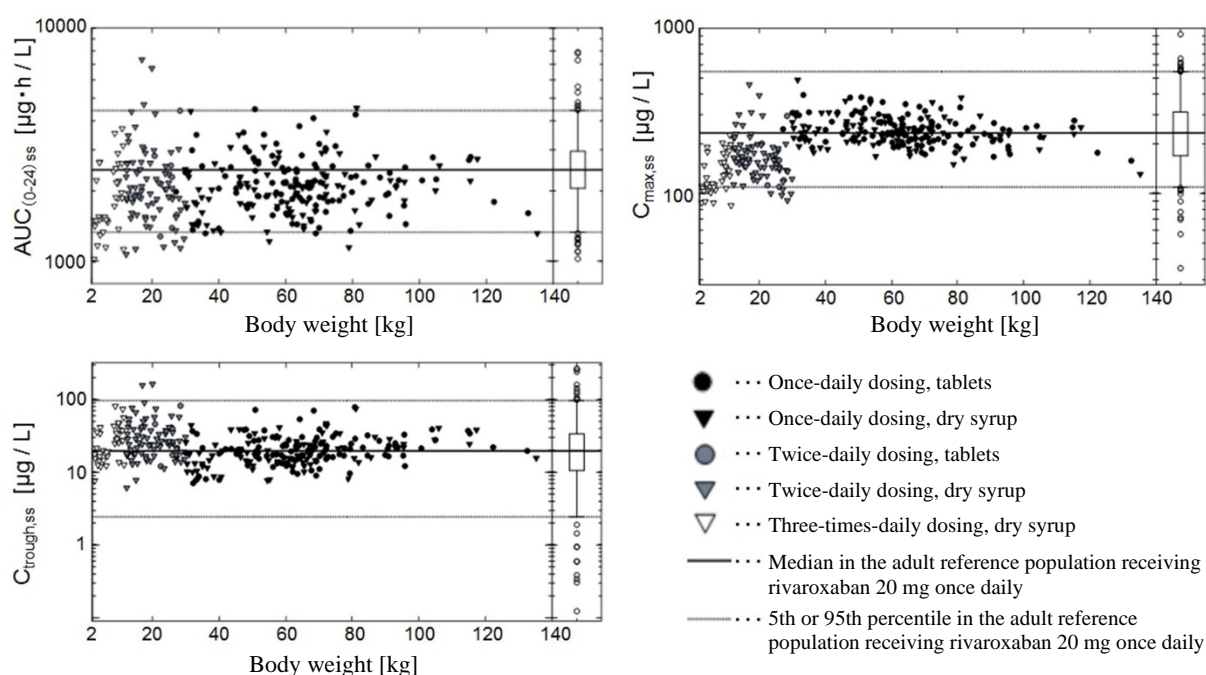 10000
1000
AUC(0-24) ss [µg・h / L]
2 20 40 60 80 100 120 140
Body weight [kg]
1000
100
Cmax,ss [µg / L]
2 20 40 60 80 100 120 140
Body weight [kg]
100
10
1
Ctrough,ss [µg / L]
2 20 40 60 80 100 120 140
Body weight [kg]
・・・ Once-daily dosing, tablets
・・・ Once-daily dosing, dry syrup
・・・ Twice-daily dosing, tablets
・・・ Twice-daily dosing, dry syrup
・・・ Three-times-daily dosing, dry syrup
・・・ Median in the adult reference population receiving
rivaroxaban 20 mg once daily
・・・ 5th or 95th percentile in the adult reference
population receiving rivaroxaban 20 mg once daily